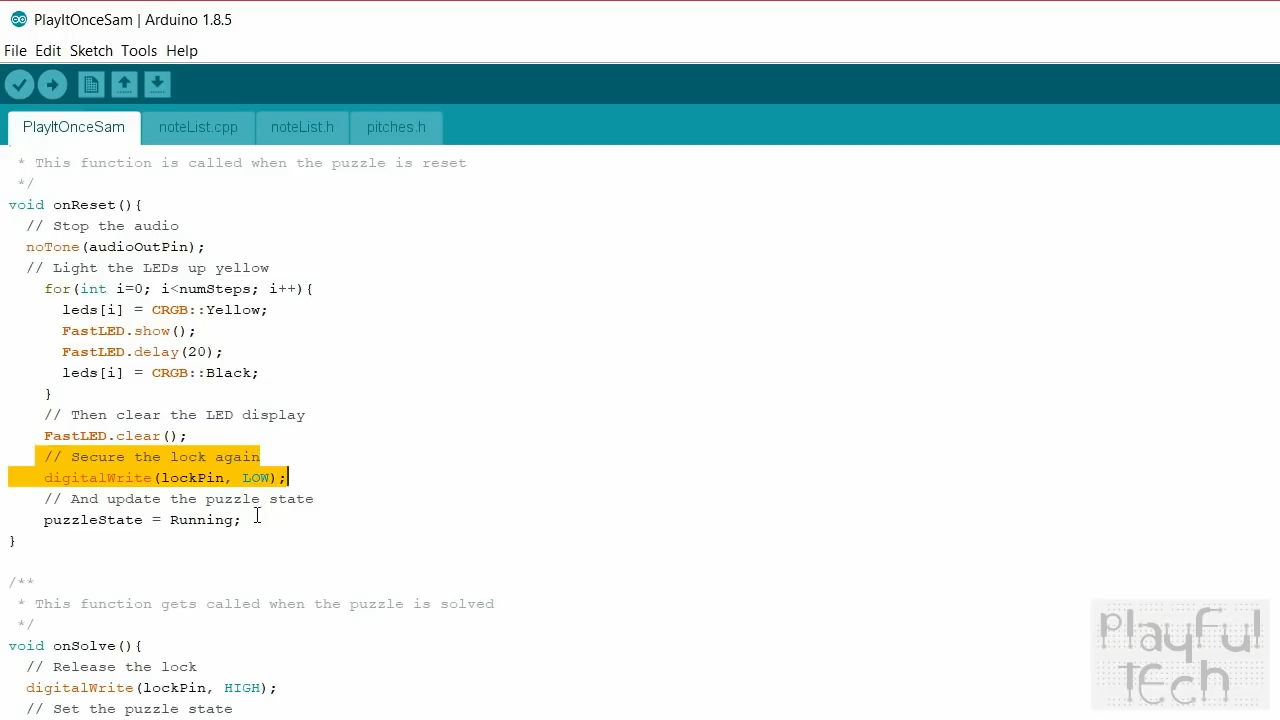 PlayItOnceSam | Arduino 1.8.5
File Edit Sketch Tools Help
PlayItOnceSam noteList.cpp noteList.h pitches.h
* This function is called when the puzzle is reset
*/
void onReset(){
// Stop the audio
noTone(audioOutPin);
// Light the LEDs up yellow
for(int i=0; i<numSteps; i++){
leds[i] = CRGB::Yellow;
FastLED.show();
FastLED.delay(20);
leds[i] = CRGB::Black;
}
// Then clear the LED display
FastLED.clear();
// Secure the lock again
digitalWrite(lockPin, LOW);
// And update the puzzle state
puzzleState = Running;
}
/**
* This function gets called when the puzzle is solved
*/
void onSolve(){
// Release the lock
digitalWrite(lockPin, HIGH);
// Set the puzzle state
playful
tech